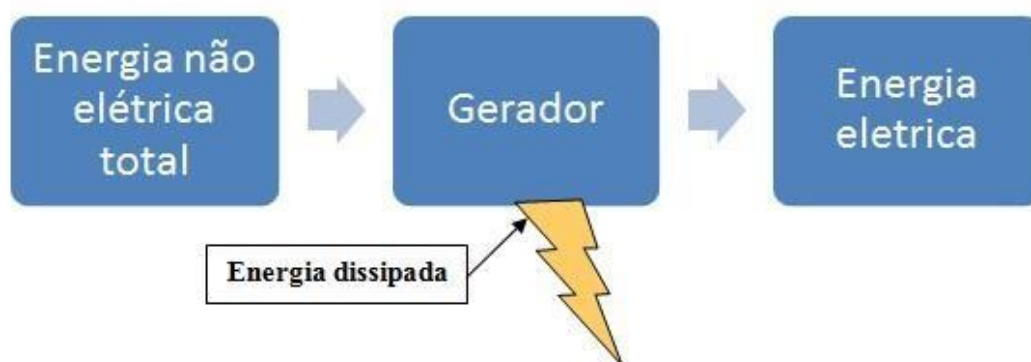 Energia não
elétrica
total
Gerador
Energia
eletrica
Energia dissipada